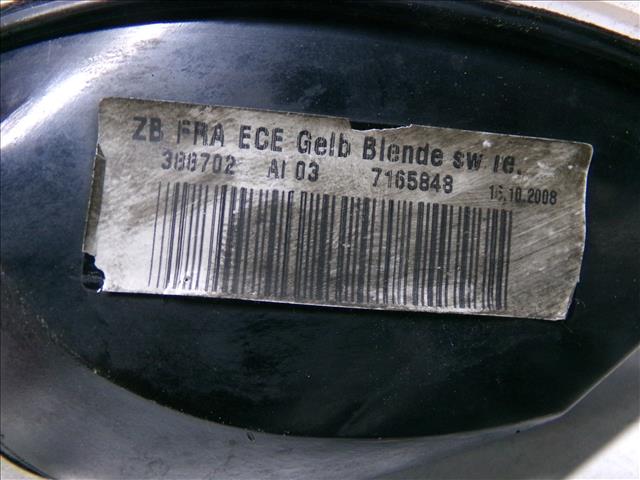 ZB FRA ECE Gelb Blende sw re.
388702 AI 03 7165848 16.10.2008